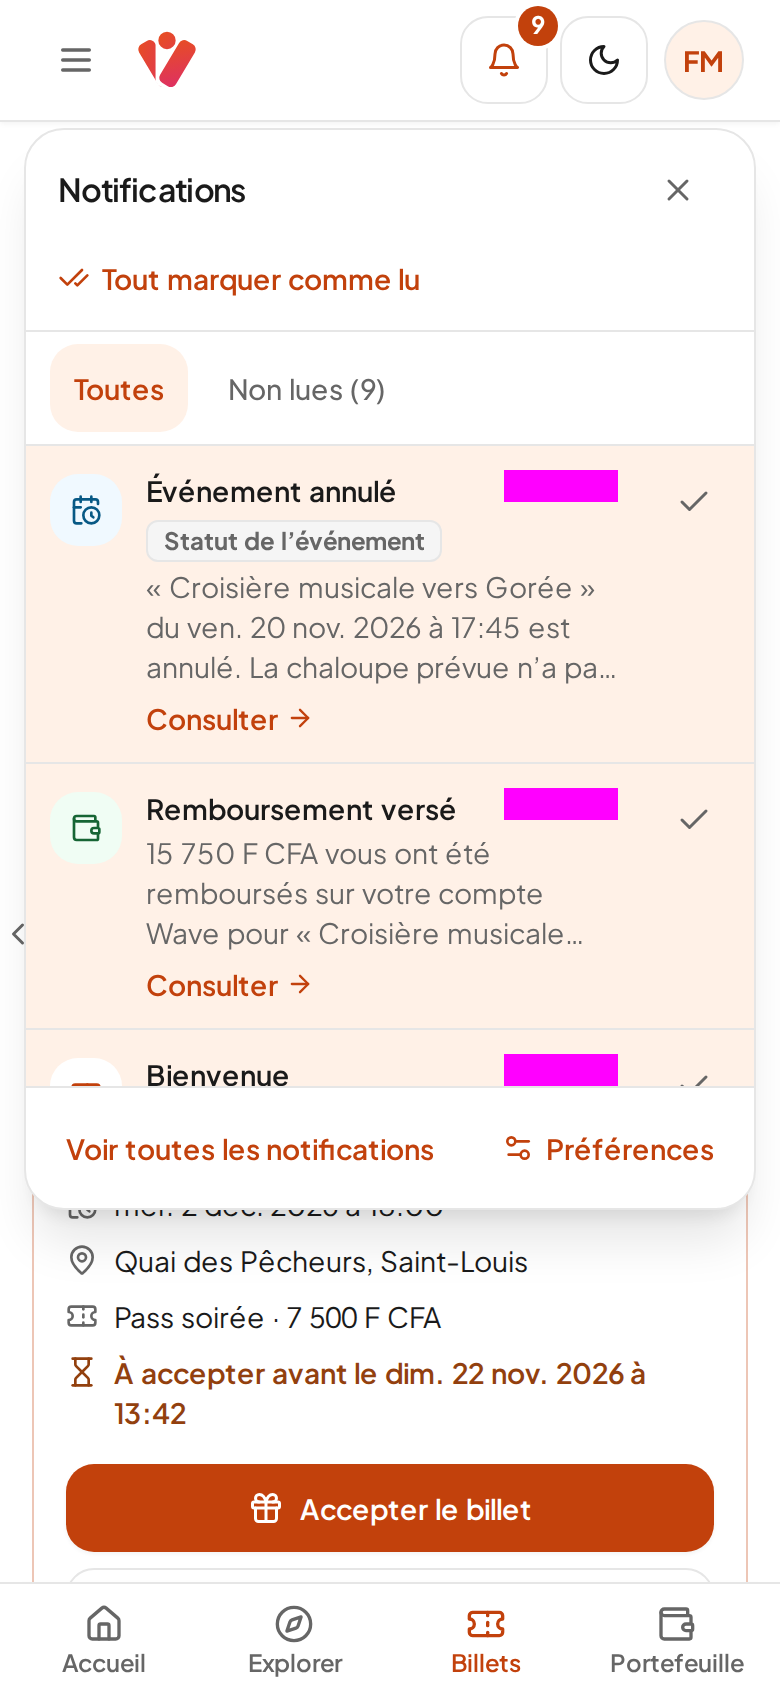 9
FM
Notifications
Tout marquer comme lu
Toutes
Non lues (9)
Événement annulé
Statut de l’événement
« Croisière musicale vers Gorée »
du ven. 20 nov. 2026 à 17:45 est
annulé. La chaloupe prévue n’a pa…
Consulter
Remboursement versé
15 750 F CFA vous ont été
remboursés sur votre compte
Wave pour « Croisière musicale…
Consulter
Bienvenue
Voir toutes les notifications
Préférences
Quai des Pêcheurs, Saint-Louis
Pass soirée · 7 500 F CFA
À accepter avant le dim. 22 nov. 2026 à
13:42
Accepter le billet
Accueil
Explorer
Billets
Portefeuille